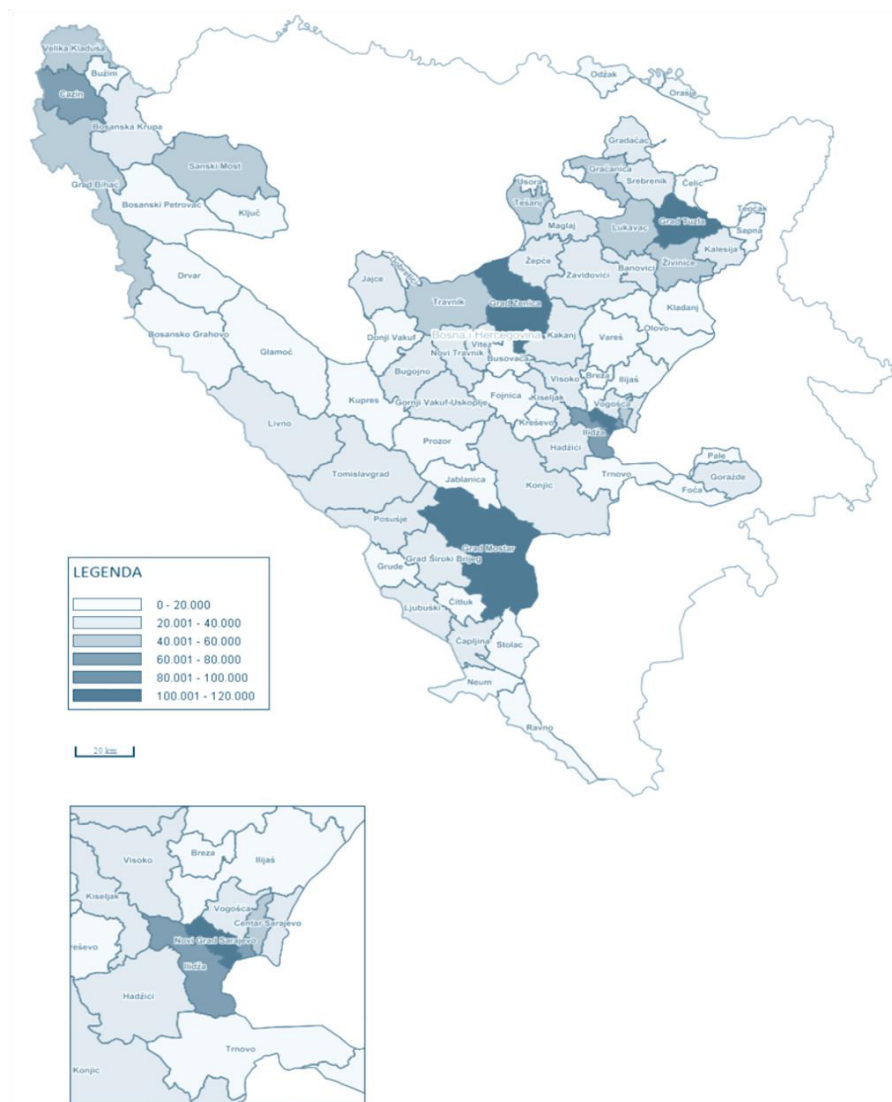 Velika Kladuša
Bužim
Cazin
Bosanska Krupa
Grad Bihać
Sanski Most
Bosanski Petrovac
Ključ
Drvar
Bosansko Grahovo
Glamoč
Odžak
Orašje
Gradačac
Gračanica
Srebrenik
Čelić
Usora
Tešanj
Maglaj
Lukavac
Grad Tuzla
Teočak
Sapna
Kalesija
Živinice
Banovići
Žepče
Zavidovići
Jajce
Dobretići
Travnik
Grad Zenica
Kladanj
Olovo
Vareš
Kakanj
Bosna i Hercegovina
Donji Vakuf
Vitez
Novi Travnik
Busovača
Bugojno
Gornji Vakuf-Uskoplje
Kupres
Fojnica
Kiseljak
Visoko
Breza
Ilijaš
Kreševo
Vogošća
Ilidža
Hadžići
Livno
Prozor
Tomislavgrad
Jablanica
Konjic
Trnovo
Pale
Goražde
Foča
Posušje
Grad Mostar
Grad Široki Brijeg
Grude
Ljubuški
Čitluk
Čapljina
Stolac
Neum
Ravno
LEGENDA
0 - 20.000
20.001 - 40.000
40.001 - 60.000
60.001 - 80.000
80.001 - 100.000
100.001 - 120.000
20 km
Breza
Ilijaš
Visoko
Kiseljak
Vogošća
Centar Sarajevo
Novi Grad Sarajevo
reševo
Ilidža
Hadžići
Trnovo
Konjic